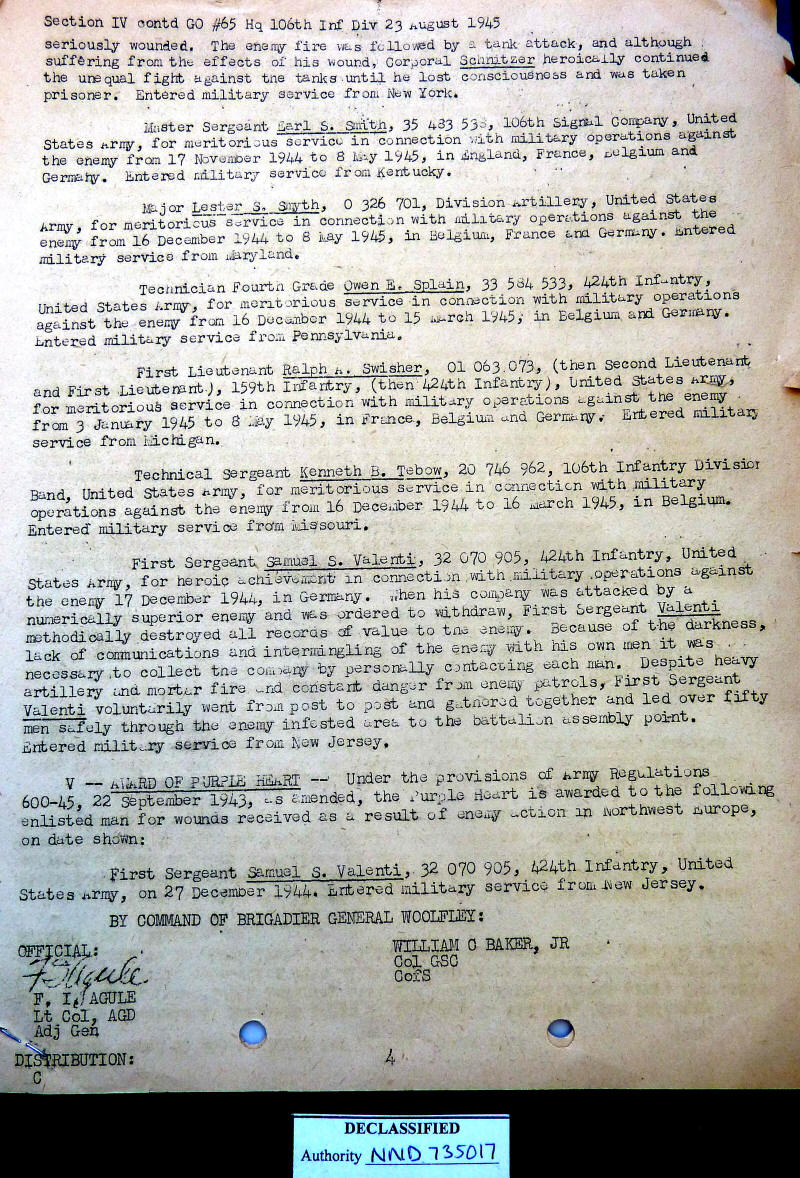 Section IV contd GO #65 Hq 106th Inf Div 23 August 1945
seriously wounded. The enemy fire was followed by a tank attack, and although
suffering from the effects of his wound, Corporal Schnitzer heroically continued
the unequal fight against the tanks until he lost consciousness and was taken
prisoner. Entered military service from New York.
Master Sergeant Earl S. Smith, 35 483 53, 106th Signal Company, United
States Army, for meritorious service in connection with military operations against
the enemy from 17 November 1944 to 8 May 1945, in England, France, Belgium and
Germany. Entered military service from Kentucky.
Major Lester S. Smyth, O 326 701, Division Artillery, United States
Army, for meritorious service in connection with military operations against the
enemy from 16 December 1944 to 8 May 1945, in Belgium, France and Germany. Entered
military service from Maryland.
Technician Fourth Grade Owen E. Splain, 33 584 533, 424th Infantry,
United States Army, for meritorious service in connection with military operations
against the enemy from 16 December 1944 to 15 March 1945, in Belgium and Germany.
Entered military service from Pennsylvania.
First Lieutenant Ralph A. Swisher, 01 063 073, (then Second Lieutenant
and First Lieutenant), 159th Infantry, (then 424th Infantry), United States Army,
for meritorious service in connection with military operations against the enemy
from 3 January 1945 to 8 May 1945, in France, Belgium and Germany. Entered military
service from Michigan.
Technical Sergeant Kenneth B. Tebow, 20 746 962, 106th Infantry Division
Band, United States Army, for meritorious service in connection with military
operations against the enemy from 16 December 1944 to 16 March 1945, in Belgium.
Entered military service from Missouri.
First Sergeant Samuel S. Valenti, 32 070 905, 424th Infantry, United
States Army, for heroic achievement in connection with military operations against
the enemy 17 December 1944, in Germany. When his company was attacked by a
numerically superior enemy and was ordered to withdraw, First Sergeant Valenti
methodically destroyed all records of value to the enemy. Because of the darkness,
lack of communications and intermingling of the enemy with his own men it was
necessary to collect the company by personally contacting each man. Despite heavy
artillery and mortar fire and constant danger from enemy patrols, First Sergeant
Valenti voluntarily went from post to post and gathered together and led over fifty
men safely through the enemy infested area to the battalion assembly point.
Entered military service from New Jersey.
V -- AWARD OF PURPLE HEART -- Under the provisions of Army Regulations
600-45, 22 September 1943, as amended, the Purple Heart is awarded to the following
enlisted man for wounds received as a result of enemy action in Northwest Europe,
on date shown:
First Sergeant Samuel S. Valenti, 32 070 905, 424th Infantry, United
States Army, on 27 December 1944. Entered military service from New Jersey.
BY COMMAND OF BRIGADIER GENERAL WOOLFLEY:
OFFICIAL:
F I Agule
F. I. AGULE
Lt Col, AGD
Adj Gen
WILLIAM C BAKER, JR
Col GSC
CofS
DISTRIBUTION:
C
4
DECLASSIFIED
Authority NND 735017